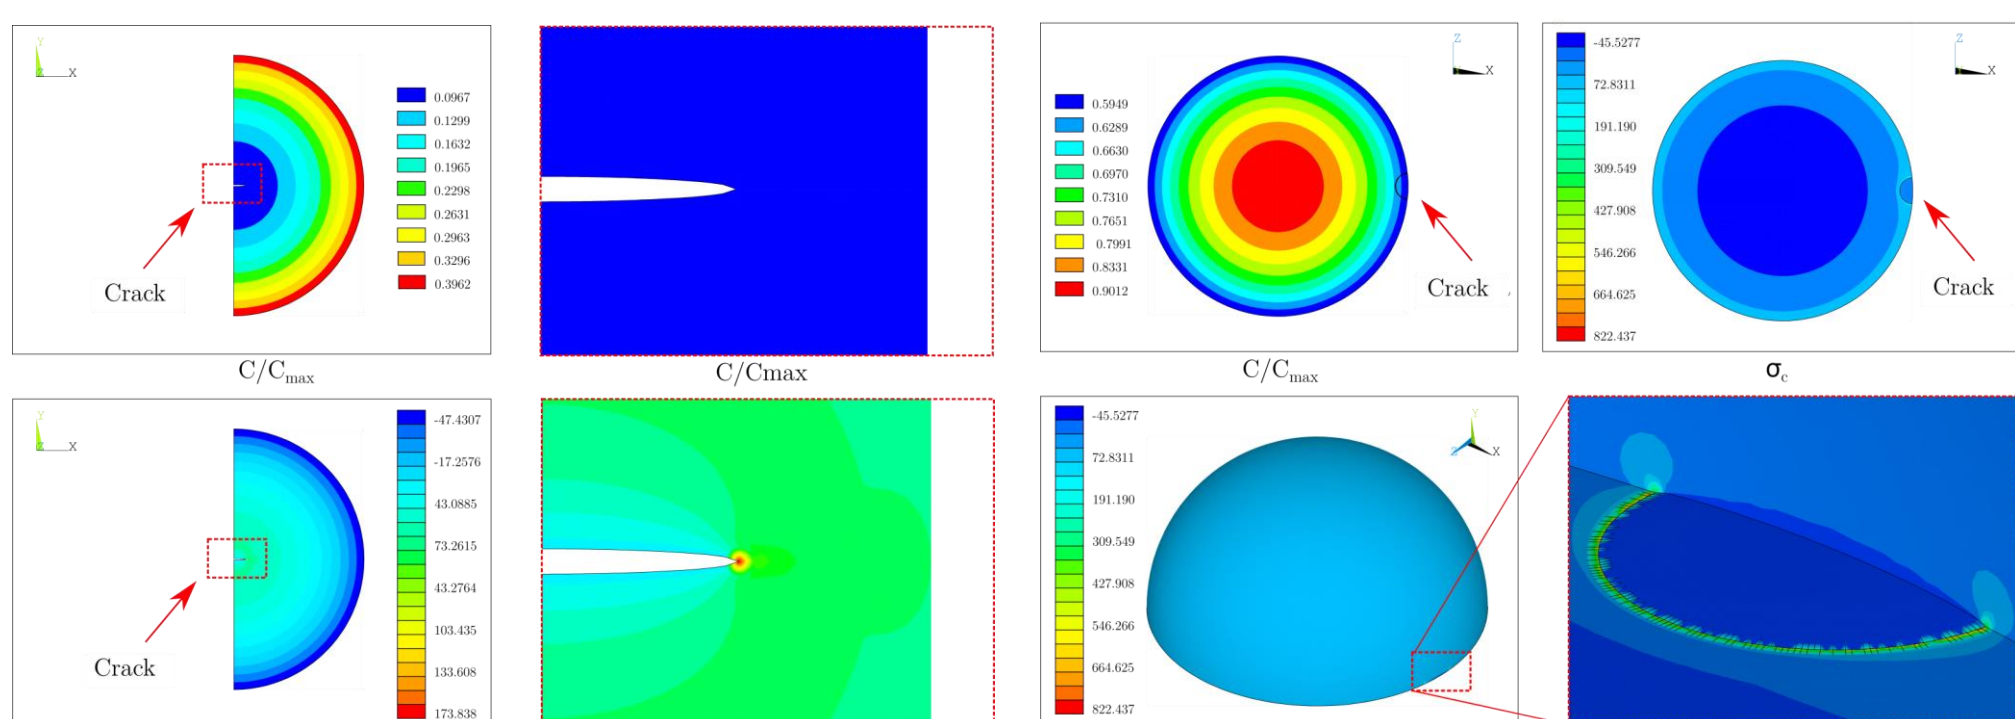 Y
Z X
0.0967
0.1299
0.1632
0.1965
0.2298
0.2631
0.2963
0.3296
0.3962
Crack
C/Cmax
C/Cmax
Z
X
0.5949
0.6289
0.6630
0.6970
0.7310
0.7651
0.7991
0.8331
0.9012
Crack
C/Cmax
-45.5277
72.8311
191.190
309.549
427.908
546.266
664.625
822.437
Z
X
Crack
σc
Y
Z X
-47.4307
-17.2576
43.0885
73.2615
43.2764
103.435
133.608
173.838
Crack
-45.5277
72.8311
191.190
309.549
427.908
546.266
664.625
822.437
Y
Z X